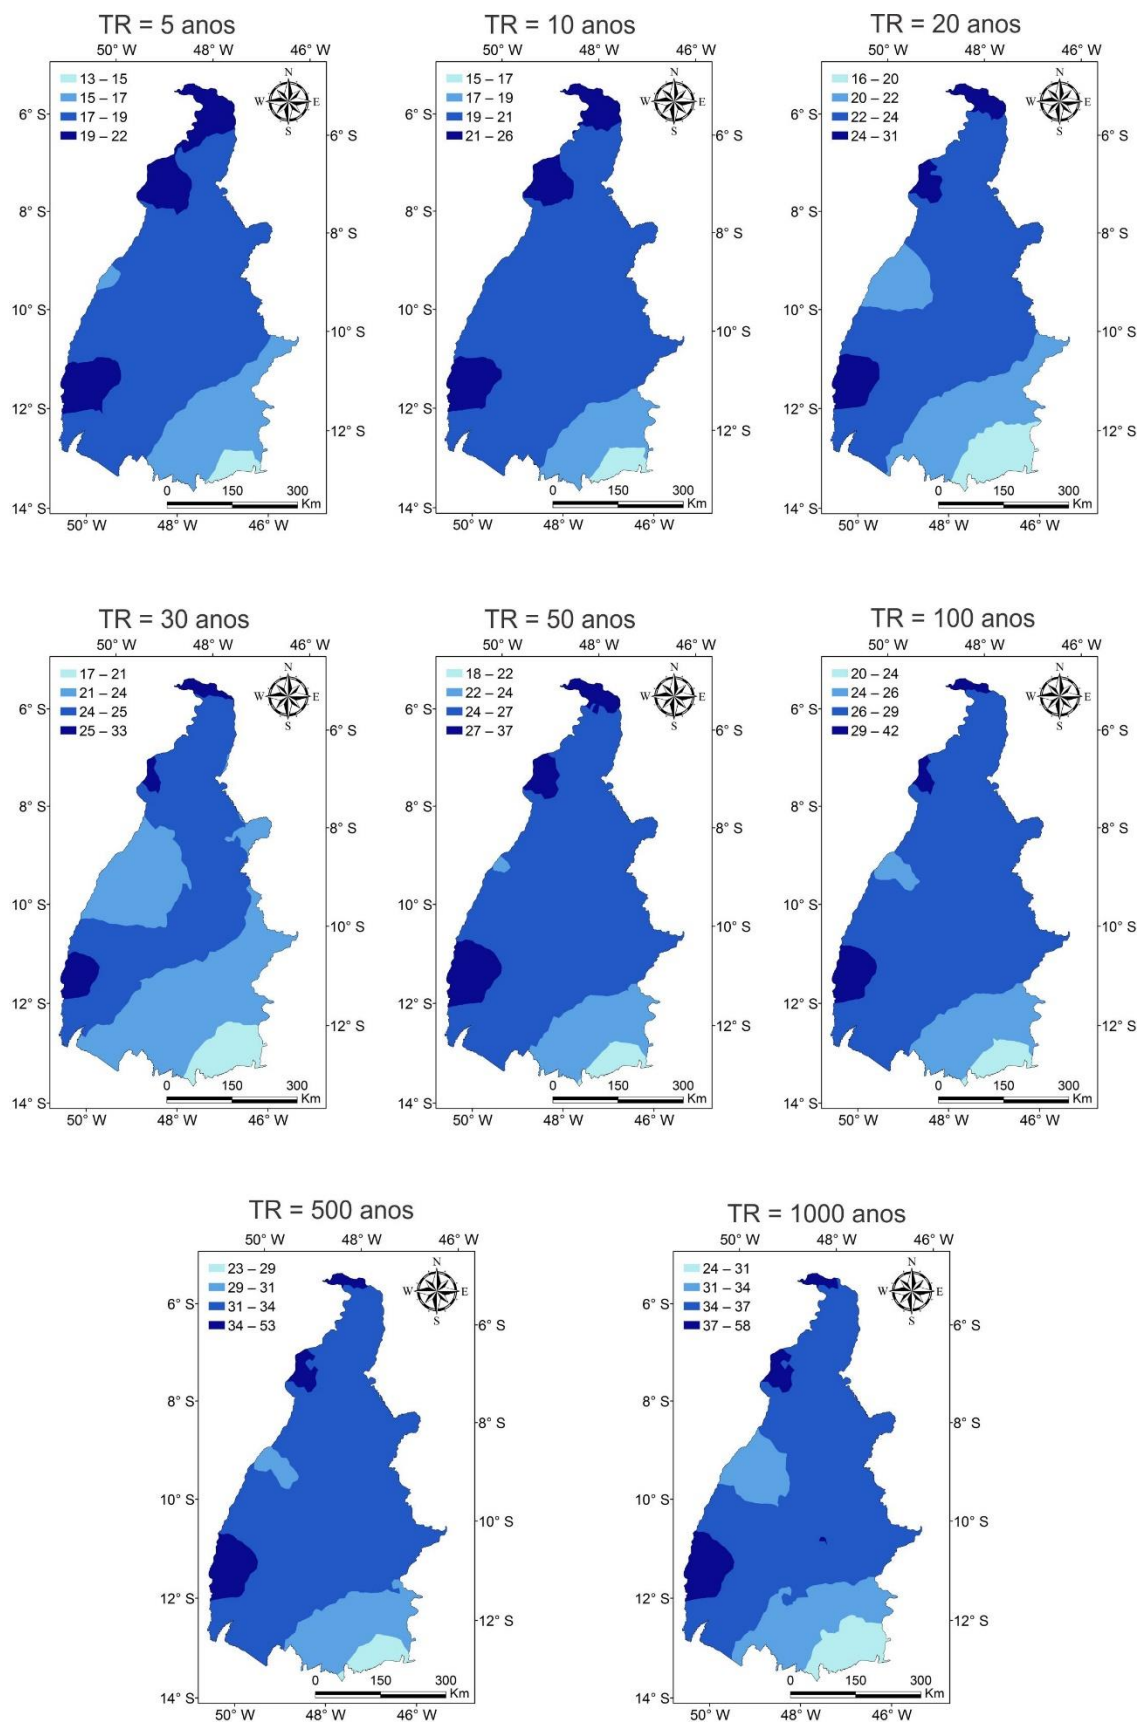 TR = 5 anos
50° W 48° W 46° W
13 – 15
15 – 17
17 – 19
19 – 22
N
W E
S
6° S
6° S
8° S
8° S
10° S
10° S
12° S
12° S
14° S
0 150 300
Km
50° W 48° W 46° W
TR = 10 anos
50° W 48° W 46° W
15 – 17
17 – 19
19 – 21
21 – 26
N
W E
S
6° S
6° S
8° S
8° S
10° S
10° S
12° S
12° S
14° S
0 150 300
Km
50° W 48° W 46° W
TR = 20 anos
50° W 48° W 46° W
16 – 20
20 – 22
22 – 24
24 – 31
N
W E
S
6° S
6° S
8° S
8° S
10° S
10° S
12° S
12° S
14° S
0 150 300
Km
50° W 48° W 46° W
TR = 30 anos
50° W 48° W 46° W
17 – 21
21 – 24
24 – 25
25 – 33
N
W E
S
6° S
6° S
8° S
8° S
10° S
10° S
12° S
12° S
14° S
0 150 300
Km
50° W 48° W 46° W
TR = 50 anos
50° W 48° W 46° W
18 – 22
22 – 24
24 – 27
27 – 37
N
W E
S
6° S
6° S
8° S
8° S
10° S
10° S
12° S
12° S
14° S
0 150 300
Km
50° W 48° W 46° W
TR = 100 anos
50° W 48° W 46° W
20 – 24
24 – 26
26 – 29
29 – 42
N
W E
S
6° S
6° S
8° S
8° S
10° S
10° S
12° S
12° S
14° S
0 150 300
Km
50° W 48° W 46° W
TR = 500 anos
50° W 48° W 46° W
23 – 29
29 – 31
31 – 34
34 – 53
N
W E
S
6° S
6° S
8° S
8° S
10° S
10° S
12° S
12° S
14° S
0 150 300
Km
50° W 48° W 46° W
TR = 1000 anos
50° W 48° W 46° W
24 – 31
31 – 34
34 – 37
37 – 58
N
W E
S
6° S
6° S
8° S
8° S
10° S
10° S
12° S
12° S
14° S
0 150 300
Km
50° W 48° W 46° W